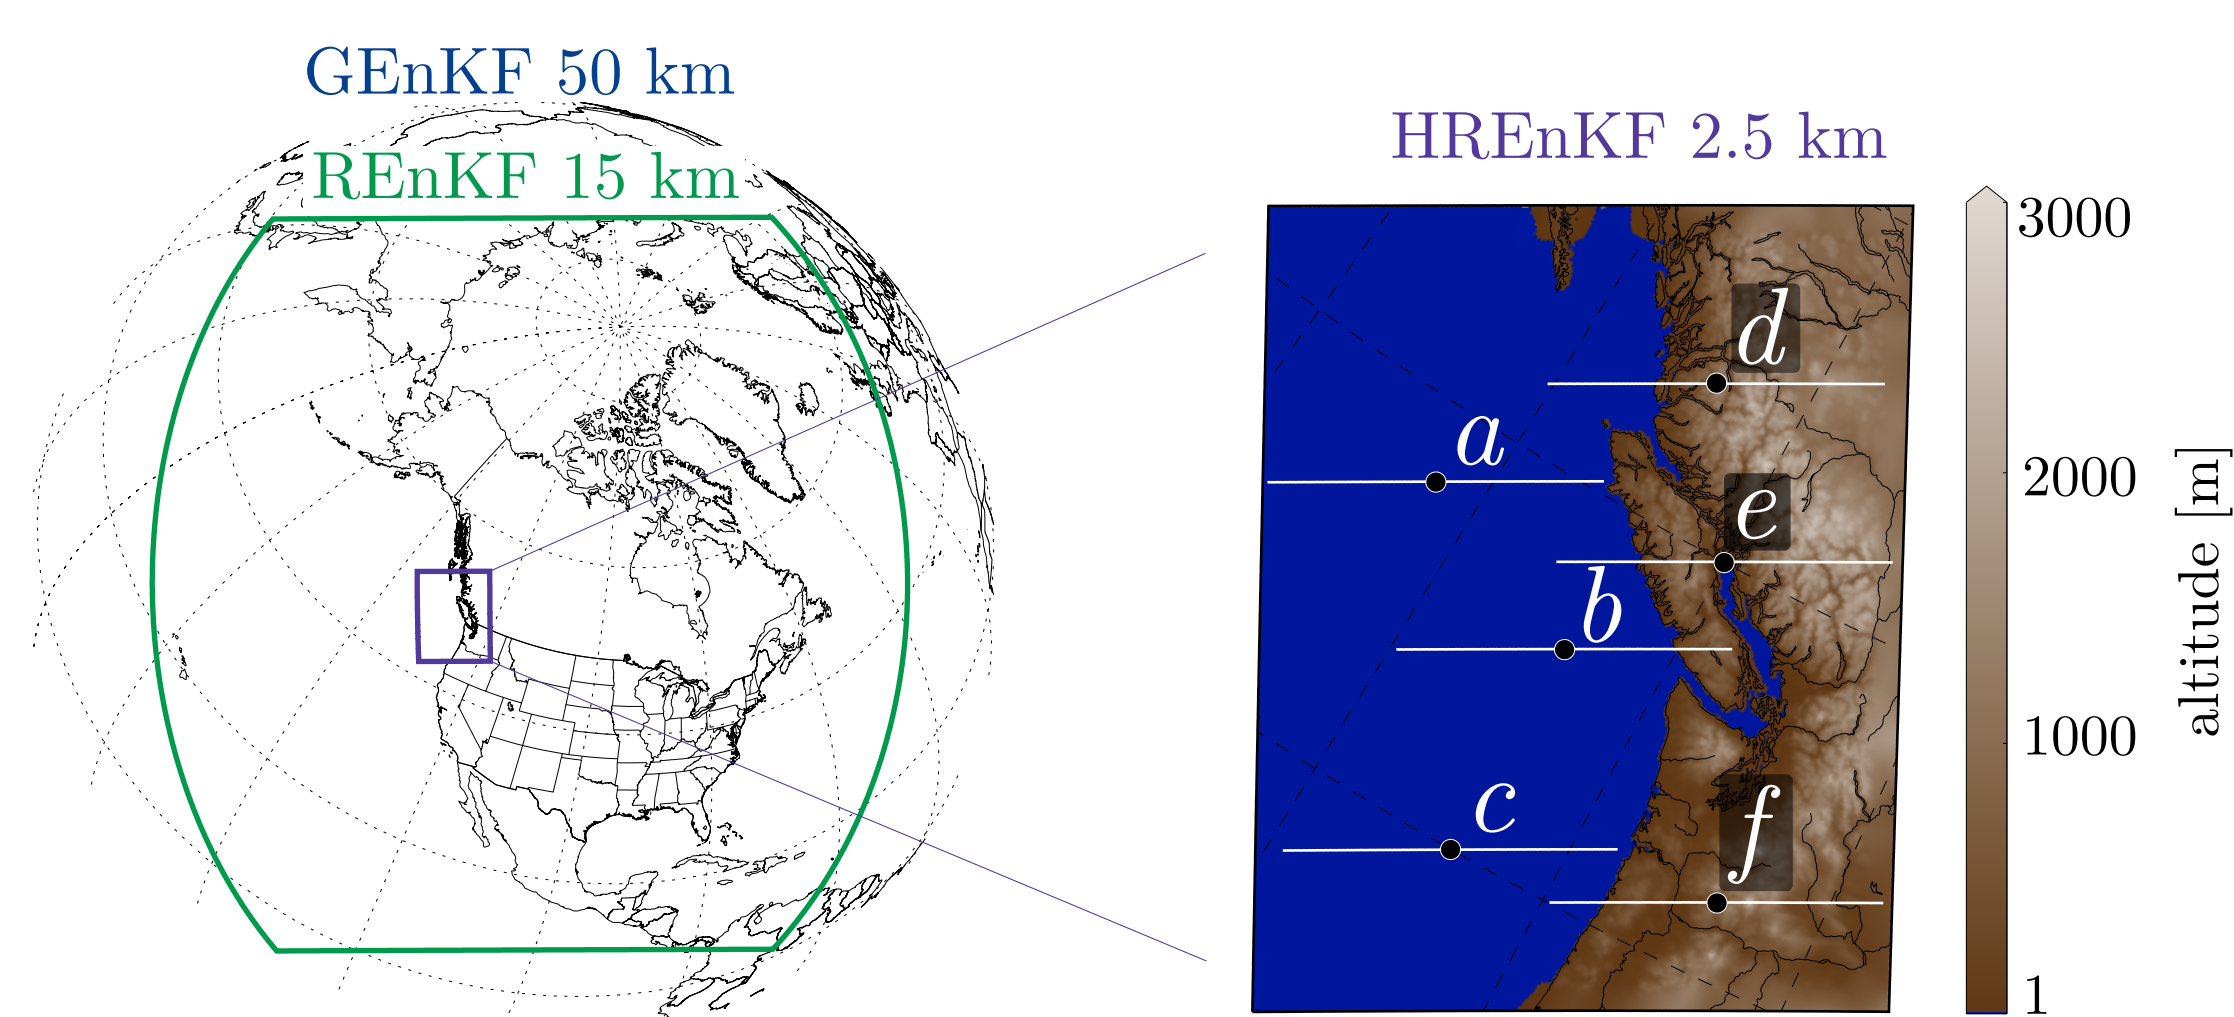 GEnKF 50 km
REnKF 15 km
HREnKF 2.5 km
d
a
e
b
c
f
3000
2000
1000
1
altitude [m]